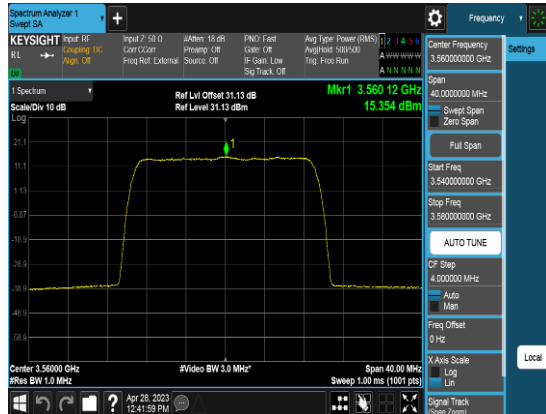 Spectrum Analyzer 1
Swept SA
+
Frequency
KEYSIGHT
RL
Input: RF
Coupling: DC
Align: Off
Input Z: 50 Ω
Corr CCorr
Freq Ref: External
#Atten: 18 dB
Preamp: Off
Source: Off
PNO: Fast
Gate: Off
IF Gain: Low
Sig Track: Off
Avg Type: Power (RMS)
Avg|Hold: 500/500
Trig: Free Run
1 2 3 4 5 6
A W W W W W
A N N N N N
1 Spectrum
Scale/Div 10 dB
Log
Ref Lvl Offset 31.13 dB
Ref Level 31.13 dBm
Mkr1 3.560 12 GHz
15.354 dBm
1
21.1
11.1
1.13
-8.87
-18.9
-28.9
-38.9
-48.9
-58.9
Center 3.56000 GHz
#Res BW 1.0 MHz
#Video BW 3.0 MHz*
Span 40.00 MHz
Sweep 1.00 ms (1001 pts)
?
Apr 28, 2023
12:41:59 PM
Center Frequency
3.560000000 GHz
Span
40.0000000 MHz
Swept Span
Zero Span
Full Span
Start Freq
3.540000000 GHz
Stop Freq
3.580000000 GHz
AUTO TUNE
CF Step
4.000000 MHz
Auto
Man
Freq Offset
0 Hz
X Axis Scale
Log
Lin
Signal Track
(Span Zoom)
Settings
Local